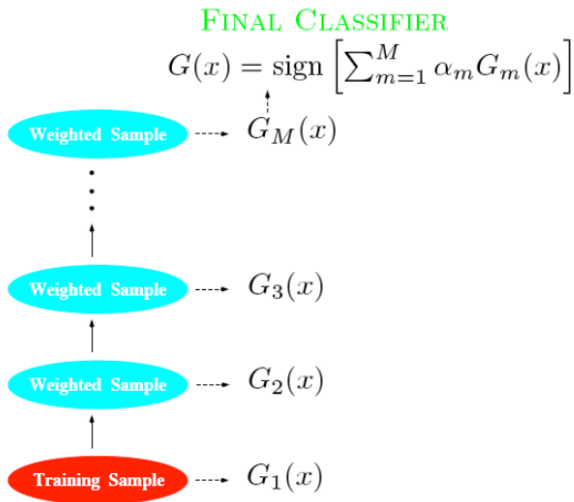 FINAL CLASSIFIER
G(x) = sign [∑_{m=1}^{M} α_m G_m(x)]
Weighted Sample G_M(x)
Weighted Sample G_3(x)
Weighted Sample G_2(x)
Training Sample G_1(x)